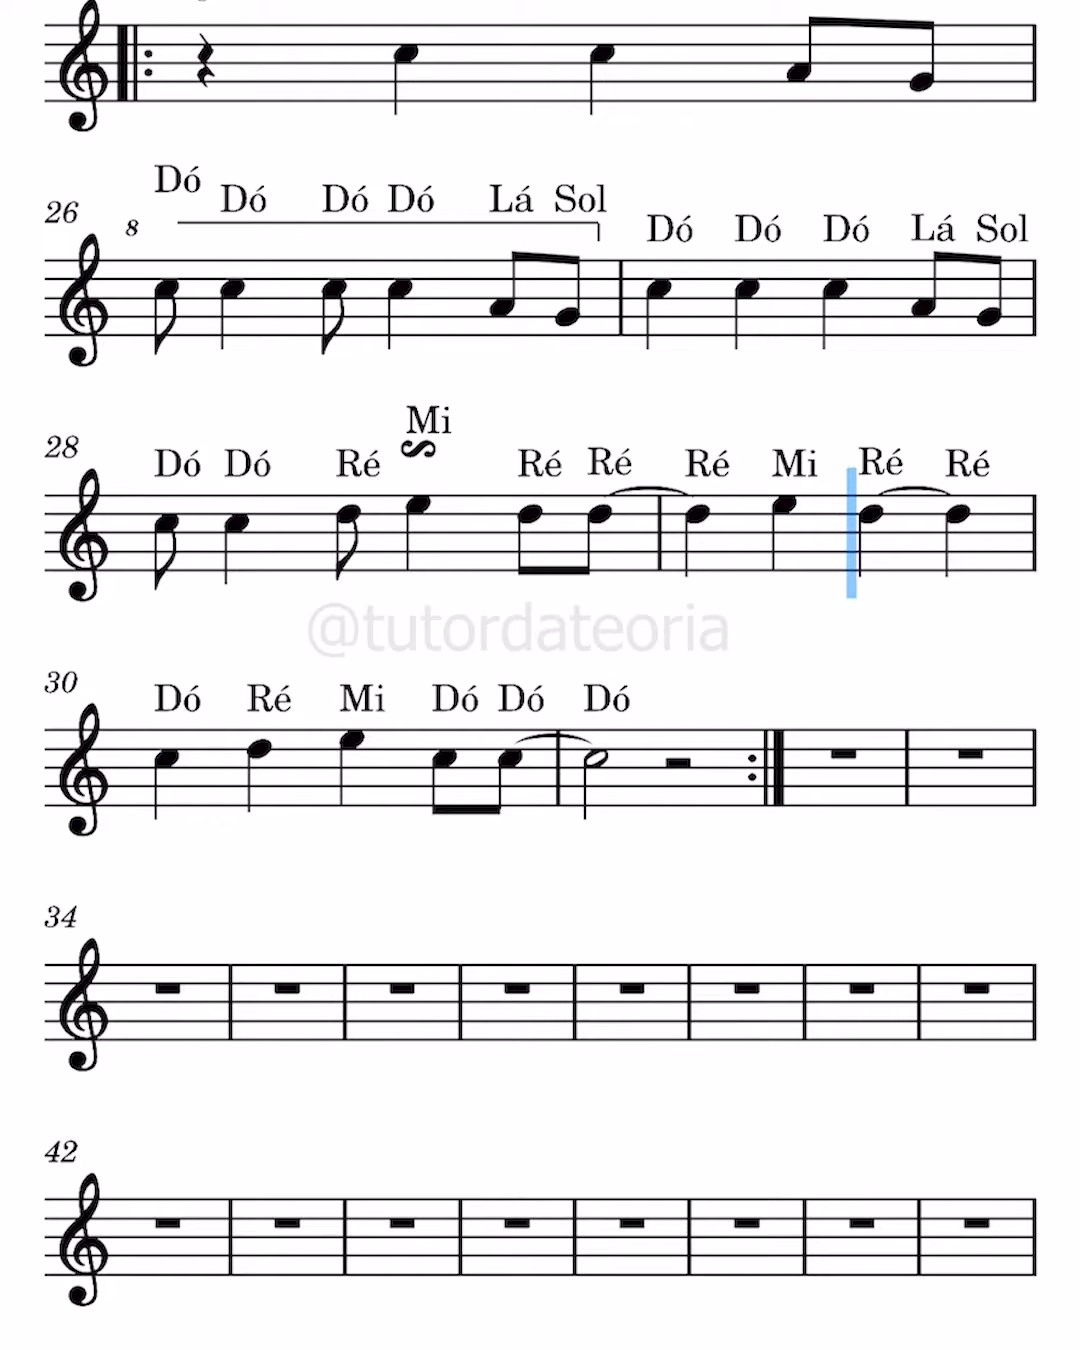 Dó Dó Dó Dó Lá Sol Dó Dó Dó Lá Sol
26
8
Mi
28
Dó Dó Ré Ré Ré Ré Mi Ré Ré
@tutordateoria
30
Dó Ré Mi Dó Dó Dó
34
42